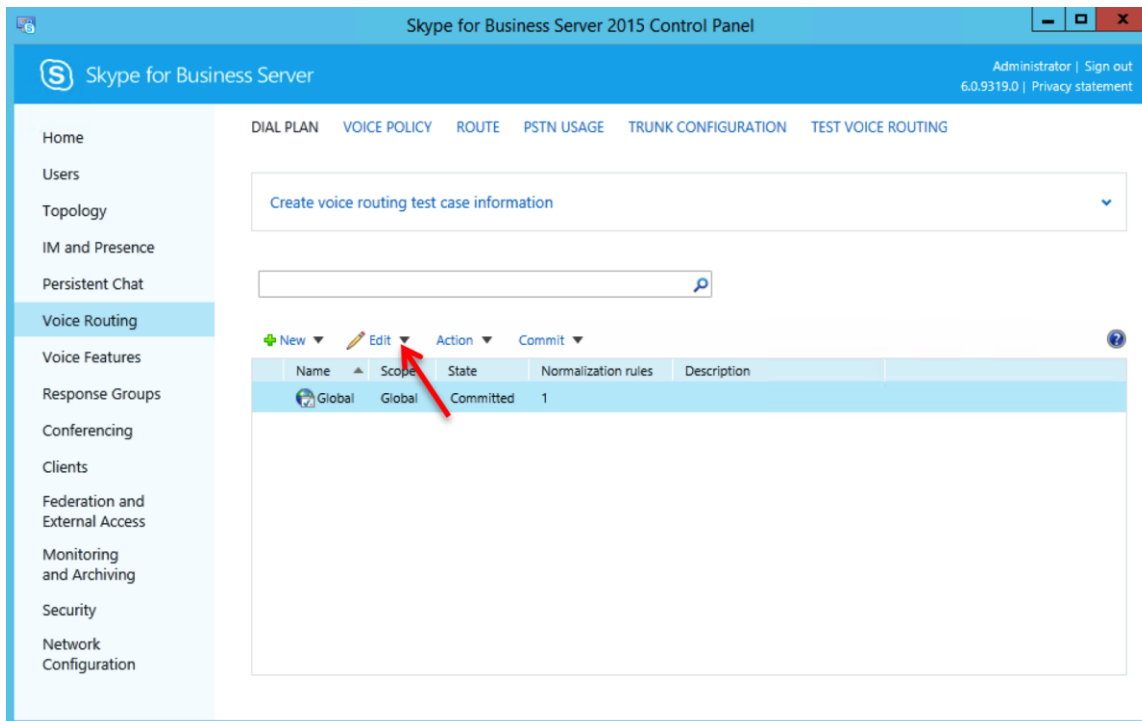 Skype for Business Server 2015 Control Panel
Skype for Business Server
Administrator | Sign out
6.0.9319.0 | Privacy statement
Home
Users
Topology
IM and Presence
Persistent Chat
Voice Routing
Voice Features
Response Groups
Conferencing
Clients
Federation and
External Access
Monitoring
and Archiving
Security
Network
Configuration
DIAL PLAN VOICE POLICY ROUTE PSTN USAGE TRUNK CONFIGURATION TEST VOICE ROUTING
Create voice routing test case information
New Edit Action Commit
Name Scope State Normalization rules Description
Global Global Committed 1